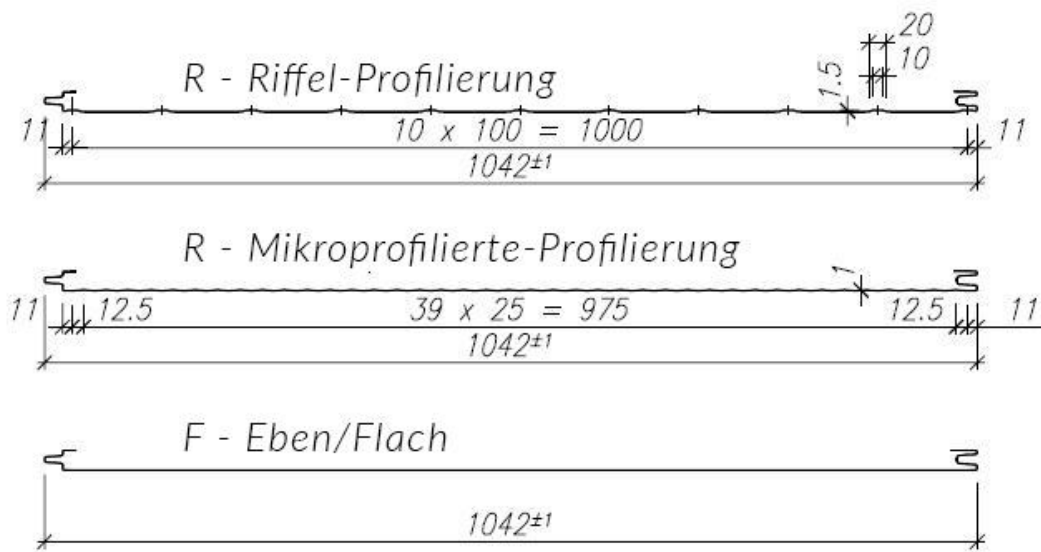 20
R - Riffel-Profilierung
10
1.5
11
10 x 100 = 1000
11
1042±1
R - Mikroprofilierte-Profilierung
1
11
12.5
39 x 25 = 975
12.5
11
1042±1
F - Eben/Flach
1042±1